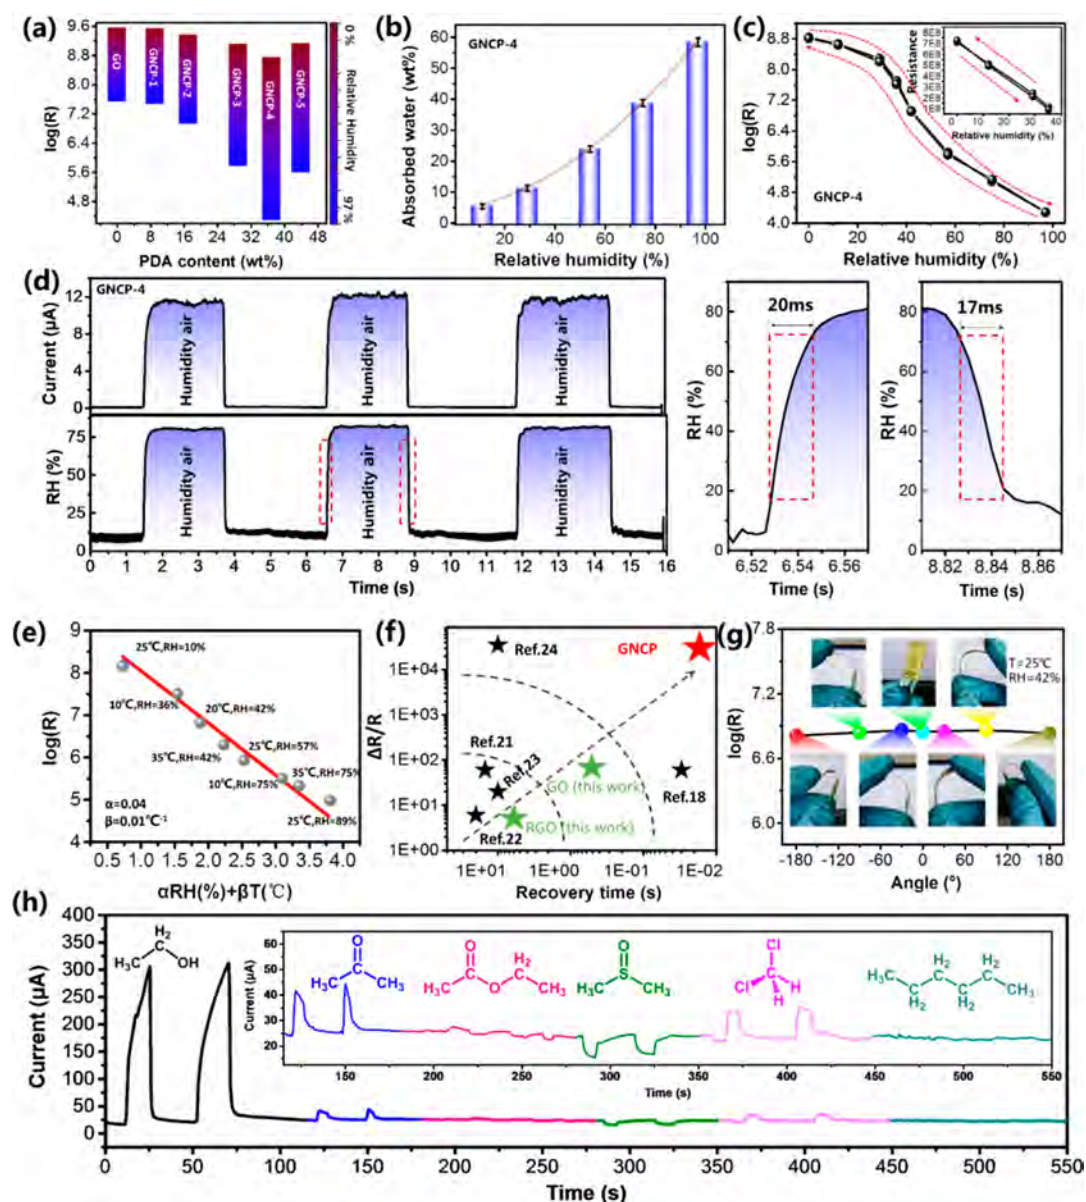 (a)
9.6
8.8
7.2
5.6
4.8
log(R)
GO
GNCP-1
GNCP-2
GNCP-3
GNCP-4
GNCP-5
0 %
Relative Humidity
97 %
0 8 16 24 32 40 48
PDA content (wt%)
(b)
GNCP-4
60
50
40
30
20
10
0
Absorbed water (wt%)
20 40 60 80 100
Relative humidity (%)
(c)
8.8
8.0
7.2
6.4
5.6
4.8
4.0
log(R)
GNCP-4
0 20 40 60 80 100
Relative humidity (%)
Resistance
8E8
7E8
6E8
5E8
4E8
3E8
2E8
1E8
0 10 20 30 40
Relative humidity (%)
(d)
GNCP-4
12
8
4
0
Current (μA)
Humidity air
Humidity air
Humidity air
75
50
25
0
RH (%)
Humidity air
Humidity air
Humidity air
0 1 2 3 4 5 6 7 8 9 10 11 12 13 14 15 16
Time (s)
20ms
80
60
40
20
0
RH (%)
6.52 6.54 6.56
Time (s)
17ms
80
60
40
20
0
RH (%)
8.82 8.84 8.86
Time (s)
(e)
9
8
7
6
5
4
log(R)
25℃,RH=10%
10℃,RH=36%
20℃,RH=42%
35℃,RH=42%
25℃,RH=57%
10℃,RH=75%
35℃,RH=75%
25℃,RH=89%
α=0.04
β=0.01℃⁻¹
0.5 1.0 1.5 2.0 2.5 3.0 3.5 4.0
αRH(%)+βT(℃)
(f)
1E+04
1E+03
1E+02
1E+01
1E+00
ΔR/R
Ref.24
GNCP
Ref.21
Ref.23
GO (this work)
Ref.18
Ref.22
RGO (this work)
1E+01 1E+00 1E-01 1E-02
Recovery time (s)
(g)
7.8
7.2
6.6
6.0
log(R)
T=25℃
RH=42%
-180 -120 -60 0 60 120 180
Angle (°)
(h)
400
350
300
250
200
150
100
50
0
Current (μA)
H₃C H₂ C OH
60
50
40
30
20
Current (μA)
O
H₃C CH₃
O
H₃C O H₂ C CH₃
O
S
H₃C CH₃
Cl
Cl C H
H
H₃C H₂ C C H₂ H₂ C C H₂ CH₃
150 200 250 300 350 400 450 500 550
Time (s)
0 50 100 150 200 250 300 350 400 450 500 550
Time (s)